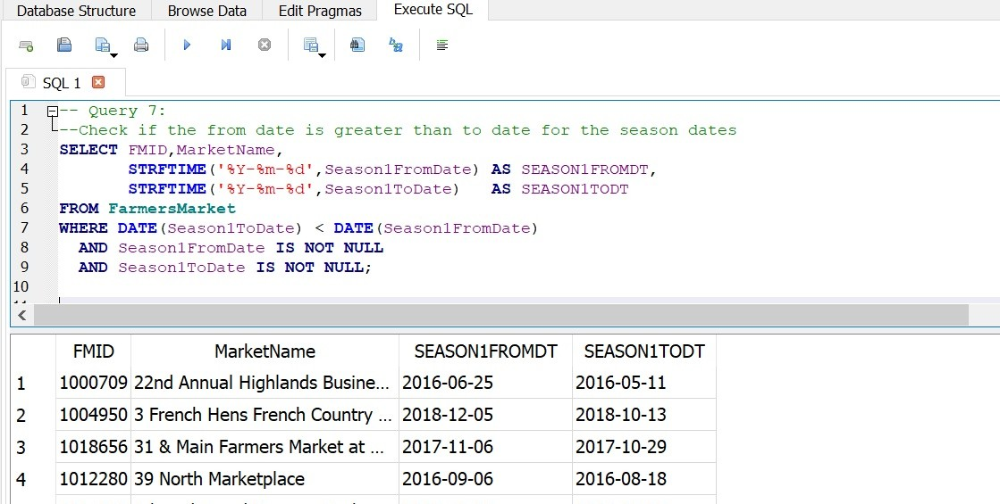 Database Structure Browse Data Edit Pragmas Execute SQL
SQL 1
1 -- Query 7:
2 --Check if the from date is greater than to date for the season dates
3 SELECT FMID,MarketName,
4 STRFTIME('%Y-%m-%d',Season1FromDate) AS SEASON1FROMDT,
5 STRFTIME('%Y-%m-%d',Season1ToDate) AS SEASON1TODT
6 FROM FarmersMarket
7 WHERE DATE(Season1ToDate) < DATE(Season1FromDate)
8 AND Season1FromDate IS NOT NULL
9 AND Season1ToDate IS NOT NULL;
10
FMID MarketName SEASON1FROMDT SEASON1TODT
1 1000709 22nd Annual Highlands Busine... 2016-06-25 2016-05-11
2 1004950 3 French Hens French Country ... 2018-12-05 2018-10-13
3 1018656 31 & Main Farmers Market at ... 2017-11-06 2017-10-29
4 1012280 39 North Marketplace 2016-09-06 2016-08-18